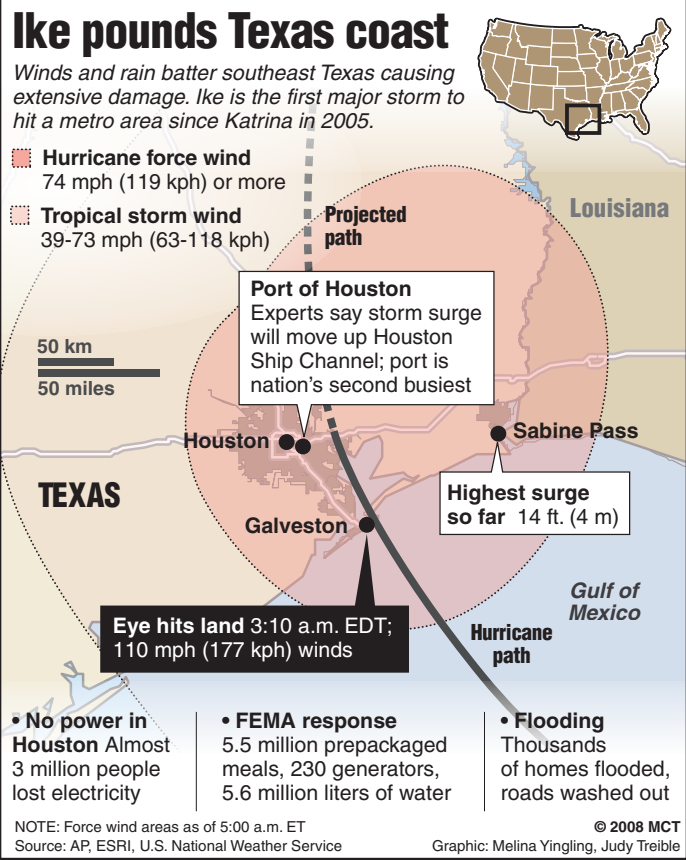 Ike pounds Texas coast
Winds and rain batter southeast Texas causing
extensive damage. Ike is the first major storm to
hit a metro area since Katrina in 2005.
Hurricane force wind
74 mph (119 kph) or more
Tropical storm wind
39-73 mph (63-118 kph)
Projected
path
Louisiana
Port of Houston
Experts say storm surge
will move up Houston
Ship Channel; port is
nation's second busiest
50 km
50 miles
Houston
Sabine Pass
TEXAS
Highest surge
so far 14 ft. (4 m)
Galveston
Gulf of
Mexico
Eye hits land 3:10 a.m. EDT;
110 mph (177 kph) winds
Hurricane
path
• No power in
Houston Almost
3 million people
lost electricity
• FEMA response
5.5 million prepackaged
meals, 230 generators,
5.6 million liters of water
• Flooding
Thousands
of homes flooded,
roads washed out
NOTE: Force wind areas as of 5:00 a.m. ET
Source: AP, ESRI, U.S. National Weather Service
© 2008 MCT
Graphic: Melina Yingling, Judy Treible